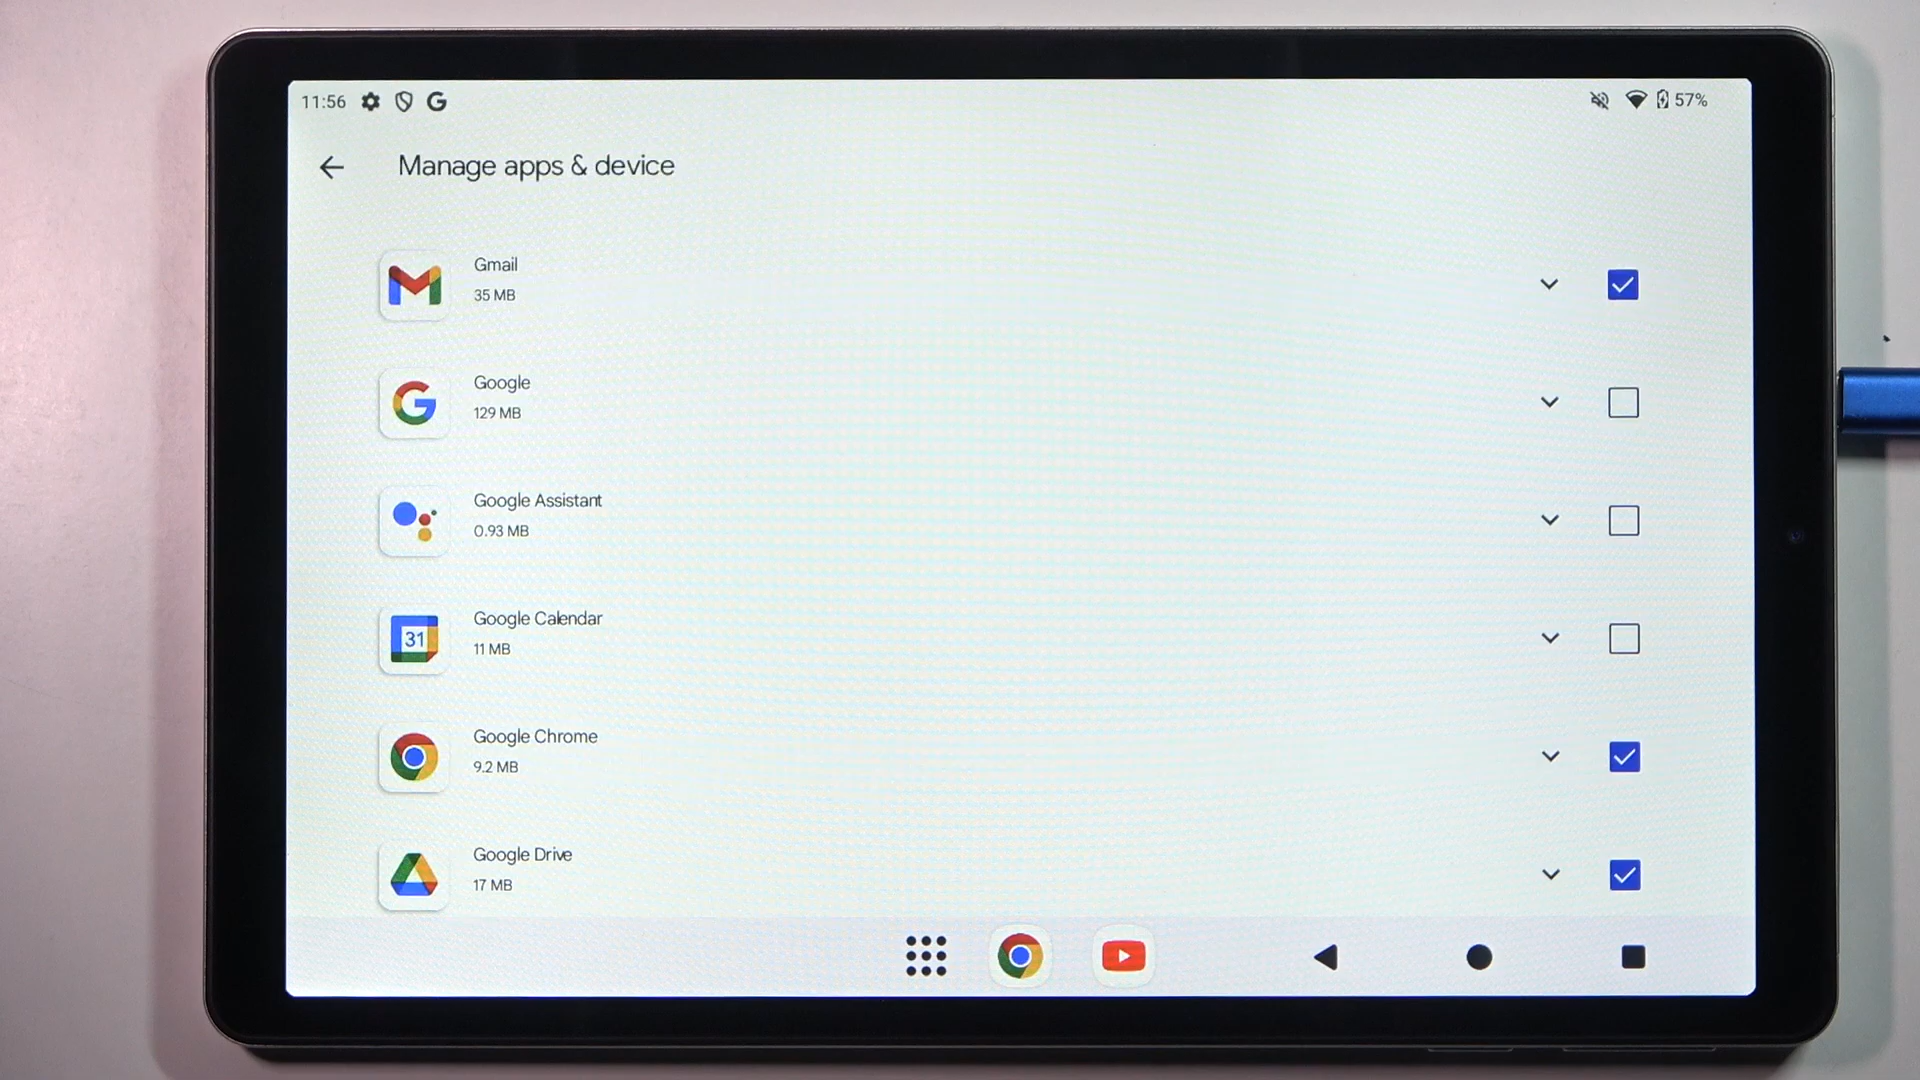 11:56
57%
Manage apps & device
Gmail
35 MB
Google
129 MB
Google Assistant
0.93 MB
Google Calendar
31
11 MB
Google Chrome
9.2 MB
Google Drive
17 MB